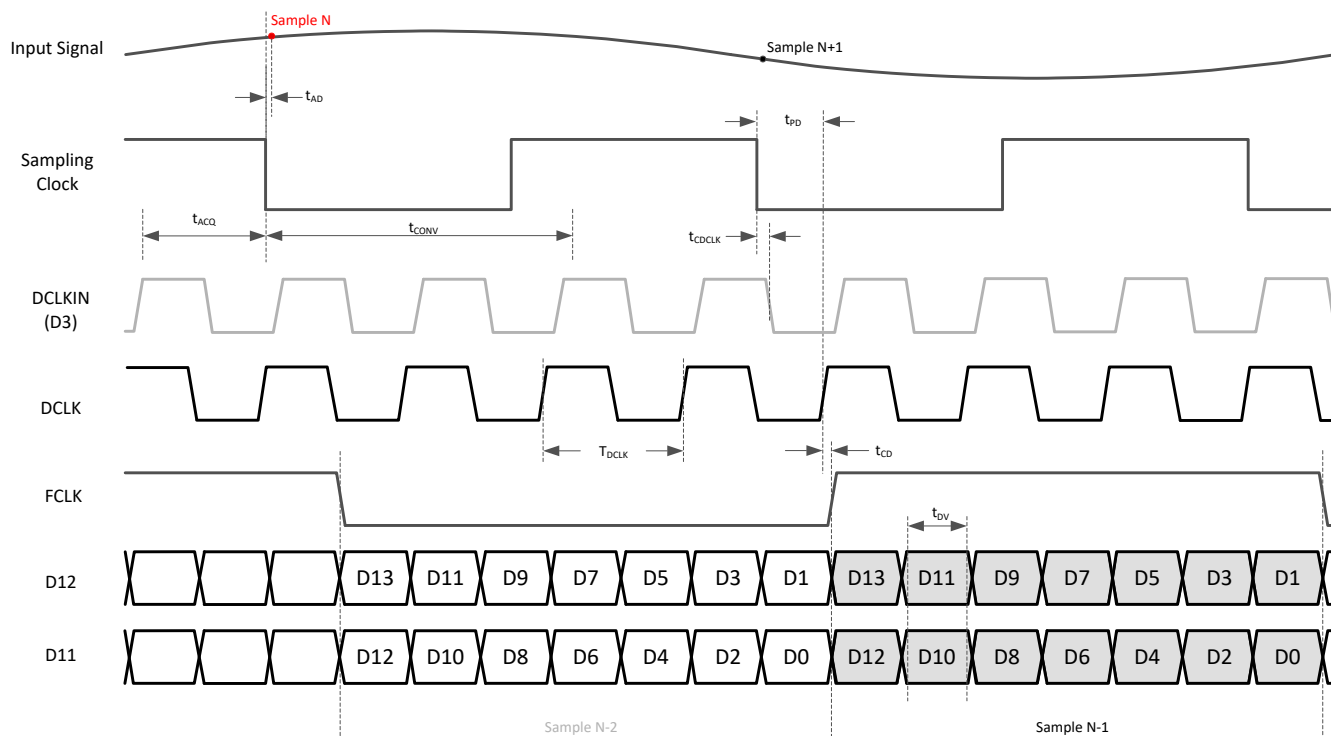 Sample N
Input Signal
Sample N+1
tAD
tPD
Sampling
Clock
tACQ
tCONV
tCDCLK
DCLKIN
(D3)
DCLK
TDCLK
tCD
FCLK
tDV
D12
D13 D11 D9 D7 D5 D3 D1 D13 D11 D9 D7 D5 D3 D1
D11
D12 D10 D8 D6 D4 D2 D0 D12 D10 D8 D6 D4 D2 D0
Sample N-2
Sample N-1